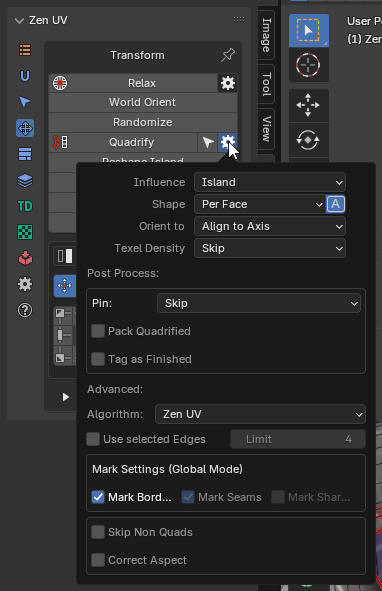 Zen UV
Transform
Relax
World Orient
Randomize
Quadrify
Reshape Island
Influence Island
Shape Per Face A
Orient to Align to Axis
Texel Density Skip
Post Process:
Pin: Skip
Pack Quadrified
Tag as Finished
Advanced:
Algorithm: Zen UV
Use selected Edges Limit 4
Mark Settings (Global Mode)
Mark Bord... Mark Seams Mark Shar...
Skip Non Quads
Correct Aspect
U
TD
Image
Tool
View
User P
(1) Zer